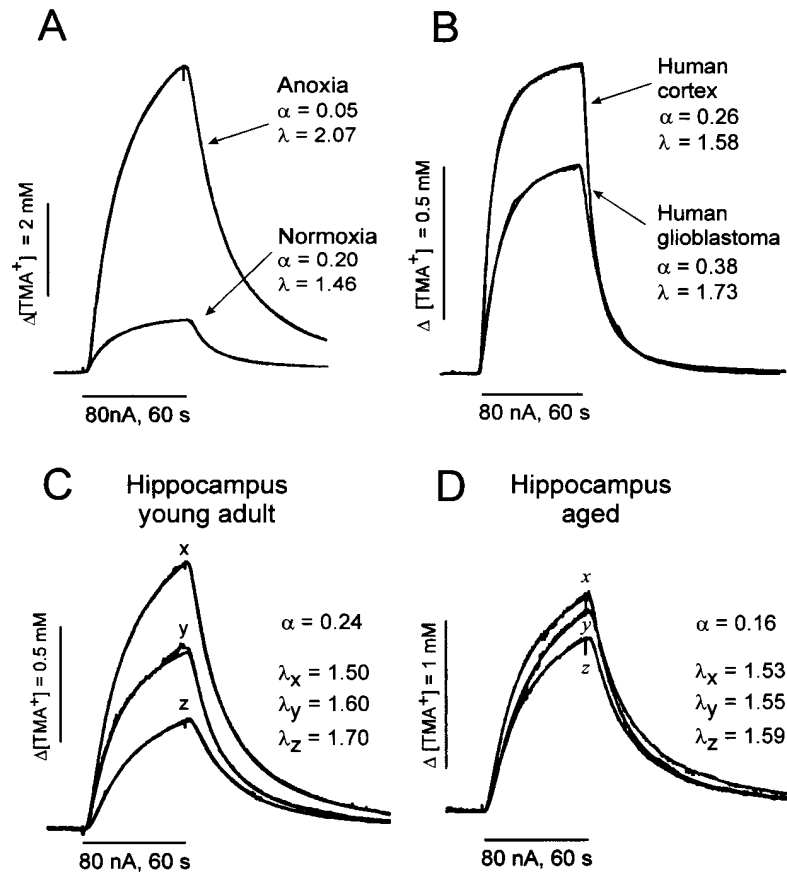 A
Anoxia
α = 0.05
λ = 2.07
Normoxia
α = 0.20
λ = 1.46
Δ[TMA+] = 2 mM
80nA, 60 s
B
Human
cortex
α = 0.26
λ = 1.58
Human
glioblastoma
α = 0.38
λ = 1.73
Δ [TMA+] = 0.5 mM
80 nA, 60 s
C
Hippocampus
young adult
x
y
z
α = 0.24
λx = 1.50
λy = 1.60
λz = 1.70
Δ[TMA+] = 0.5 mM
80 nA, 60 s
D
Hippocampus
aged
x
y
z
α = 0.16
λx = 1.53
λy = 1.55
λz = 1.59
Δ [TMA+] = 1 mM
80 nA, 60 s